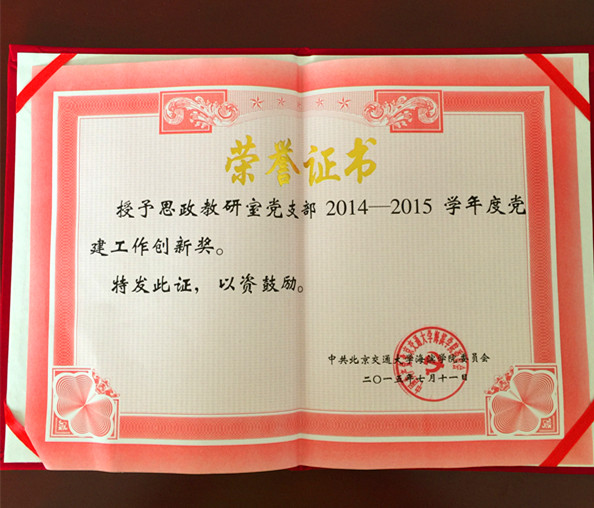 荣誉证书
授予思政教研室党支部 2014—2015 学年度党
建工作创新奖。
特发此证，以资鼓励。
中共北京交通大学海滨学院委员会
二〇一五年七月十一日